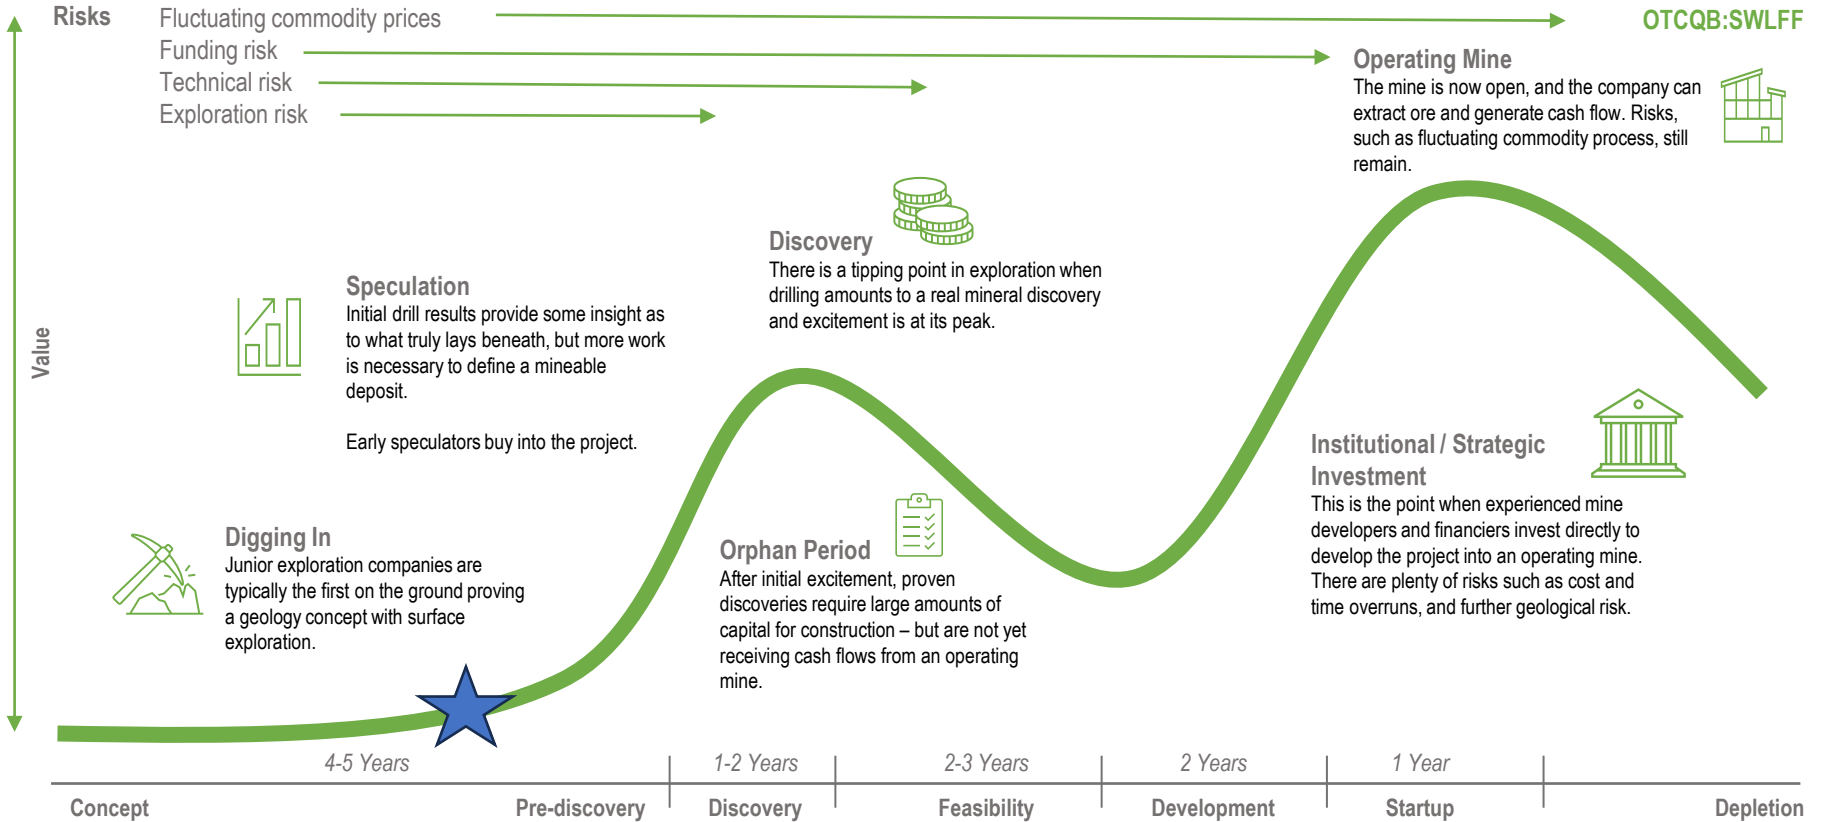 Risks
Fluctuating commodity prices
Funding risk
Technical risk
Exploration risk
OTCQB:SWLFF
Operating Mine
The mine is now open, and the company can
extract ore and generate cash flow. Risks,
such as fluctuating commodity process, still
remain.
Discovery
There is a tipping point in exploration when
drilling amounts to a real mineral discovery
and excitement is at its peak.
Speculation
Initial drill results provide some insight as
to what truly lays beneath, but more work
is necessary to define a mineable
deposit.
Early speculators buy into the project.
Value
Institutional / Strategic
Investment
This is the point when experienced mine
developers and financiers invest directly to
develop the project into an operating mine.
There are plenty of risks such as cost and
time overruns, and further geological risk.
Digging In
Junior exploration companies are
typically the first on the ground proving
a geology concept with surface
exploration.
Orphan Period
After initial excitement, proven
discoveries require large amounts of
capital for construction – but are not yet
receiving cash flows from an operating
mine.
4-5 Years
1-2 Years
2-3 Years
2 Years
1 Year
Concept
Pre-discovery
Discovery
Feasibility
Development
Startup
Depletion